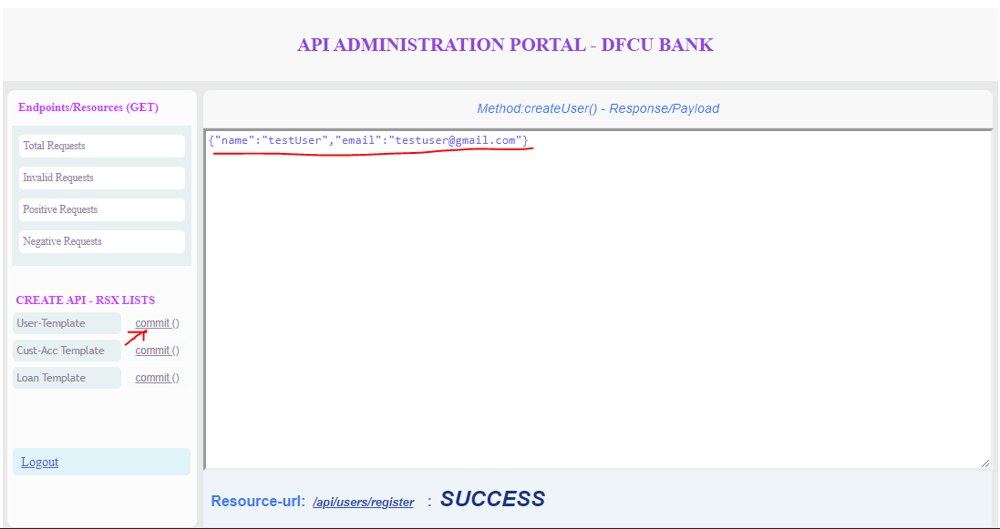 API ADMINISTRATION PORTAL - DFCU BANK
Endpoints/Resources (GET)
Total Requests
Invalid Requests
Positive Requests
Negative Requests
CREATE API - RSX LISTS
User-Template commit ()
Cust-Acc Template commit ()
Loan Template commit ()
Logout
Method:createUser() - Response/Payload
{"name":"testUser","email":"testuser@gmail.com"}
Resource-url: /api/users/register : SUCCESS